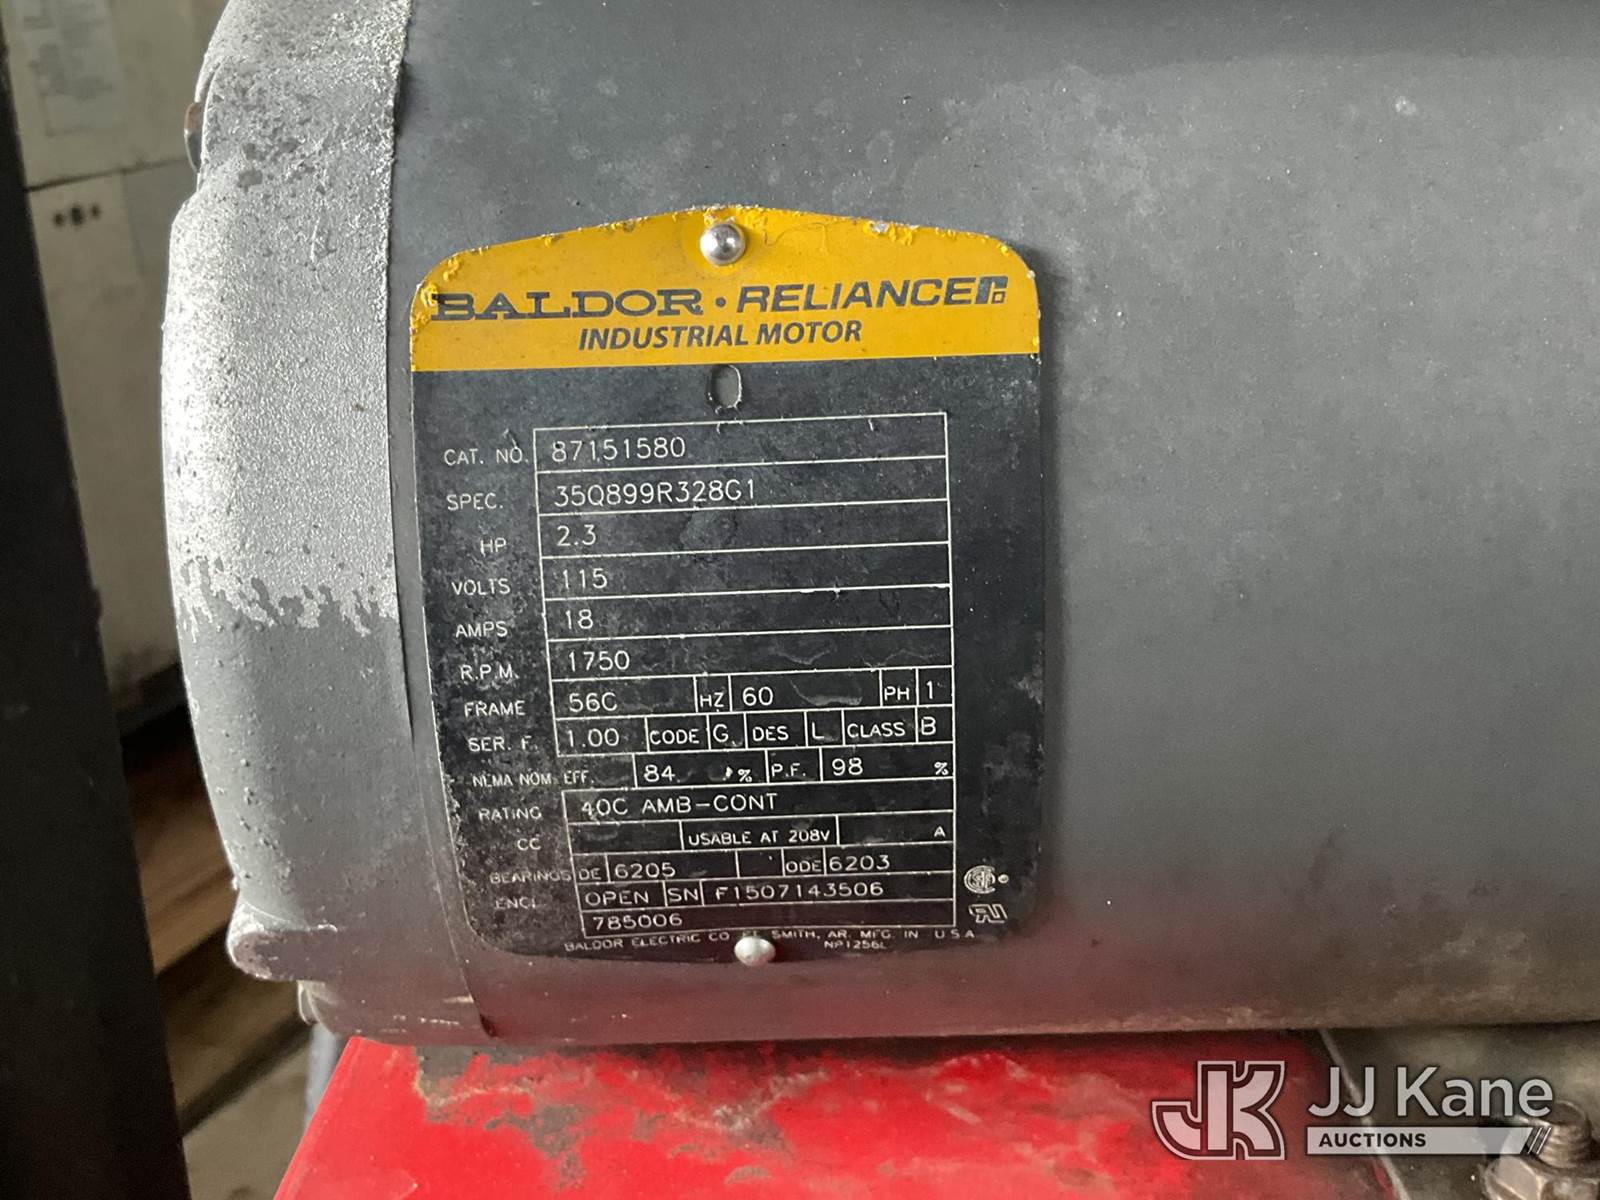 BALDOR • RELIANCE
INDUSTRIAL MOTOR
CAT. NO. 87151580
SPEC. 35Q899R328G1
HP 2.3
VOLTS 115
AMPS 18
R.P.M. 1750
FRAME 56C HZ 60 PH 1
SER. F. 1.00 CODE G DES L CLASS B
NEMA NOM. EFF. 84 % P.F. 98 %
RATING 40C AMB-CONT
CC USABLE AT 208V A
BEARINGS DE 6205 ODE 6203
ENCL OPEN SN F1507143506
785006
BALDOR ELECTRIC CO FT. SMITH, AR. MFG. IN U.S.A.
NP1256L
JK JJ Kane
AUCTIONS